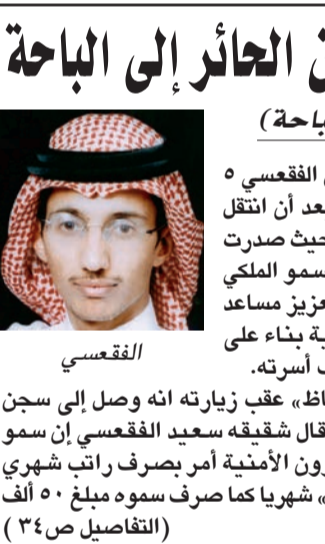 الحائر إلى الباحة
باحة)
الفقعسي ٥
عد أن انتقل
حيث صدرت
سمو الملكي
عزيز مساعد
ية بناء على
أسرته.
الفقعسي
اظ» عقب زيارته انه وصل إلى سجن
قال شقيقه سعيد الفقعسي إن سمو
ون الأمنية أمر بصرف راتب شهري
» شهريا كما صرف سموه مبلغ ٥٠ ألف
(التفاصيل ص٣٤ )